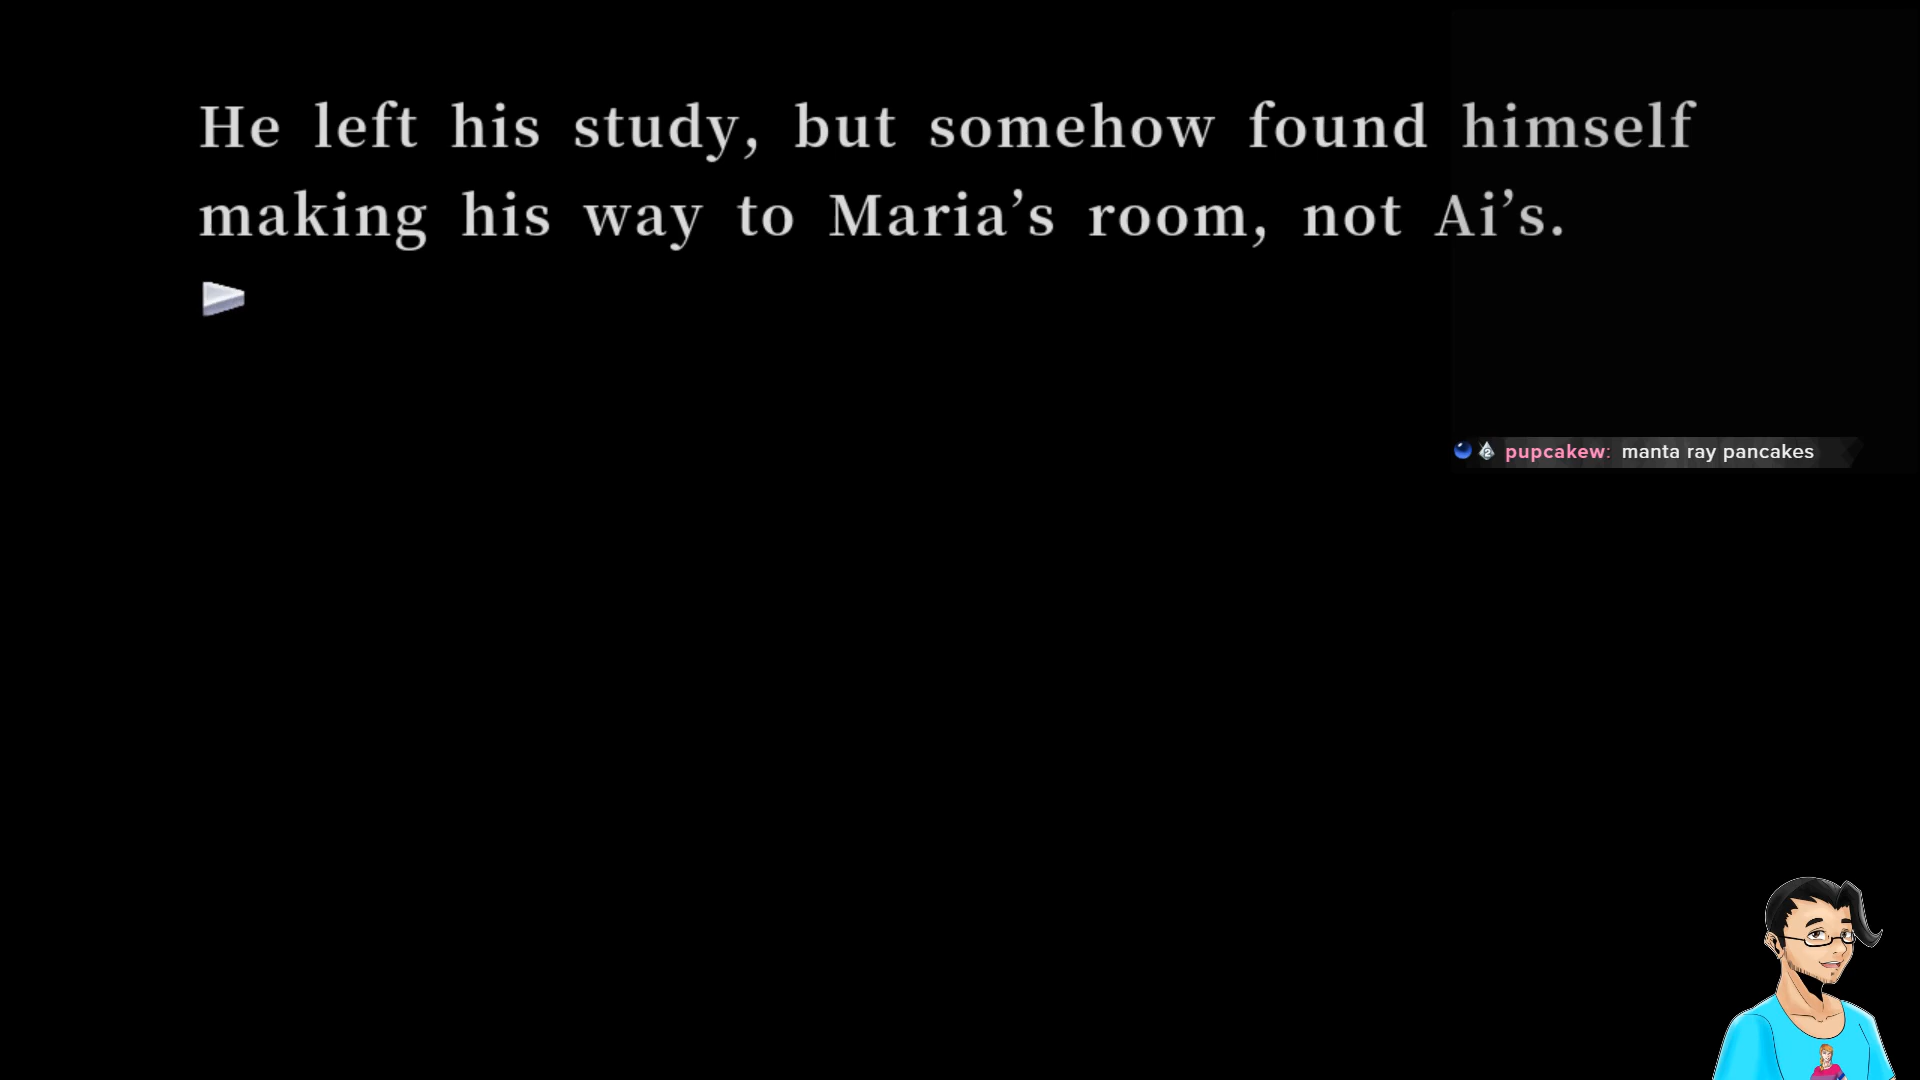 He left his study, but somehow found himself
making his way to Maria’s room, not Ai’s.
2 pupcakew: manta ray pancakes